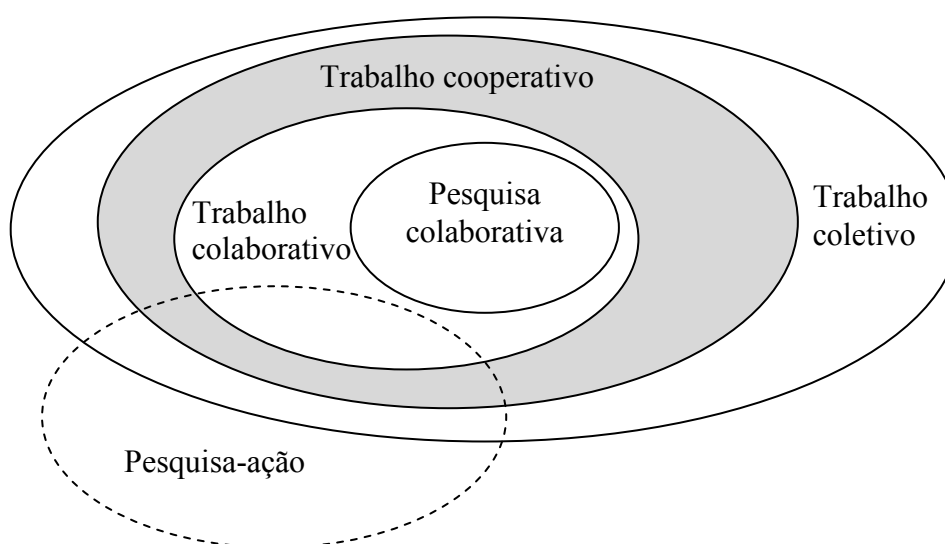 Trabalho cooperativo
Pesquisa
colaborativa
Trabalho
colaborativo
Trabalho
coletivo
Pesquisa-ação